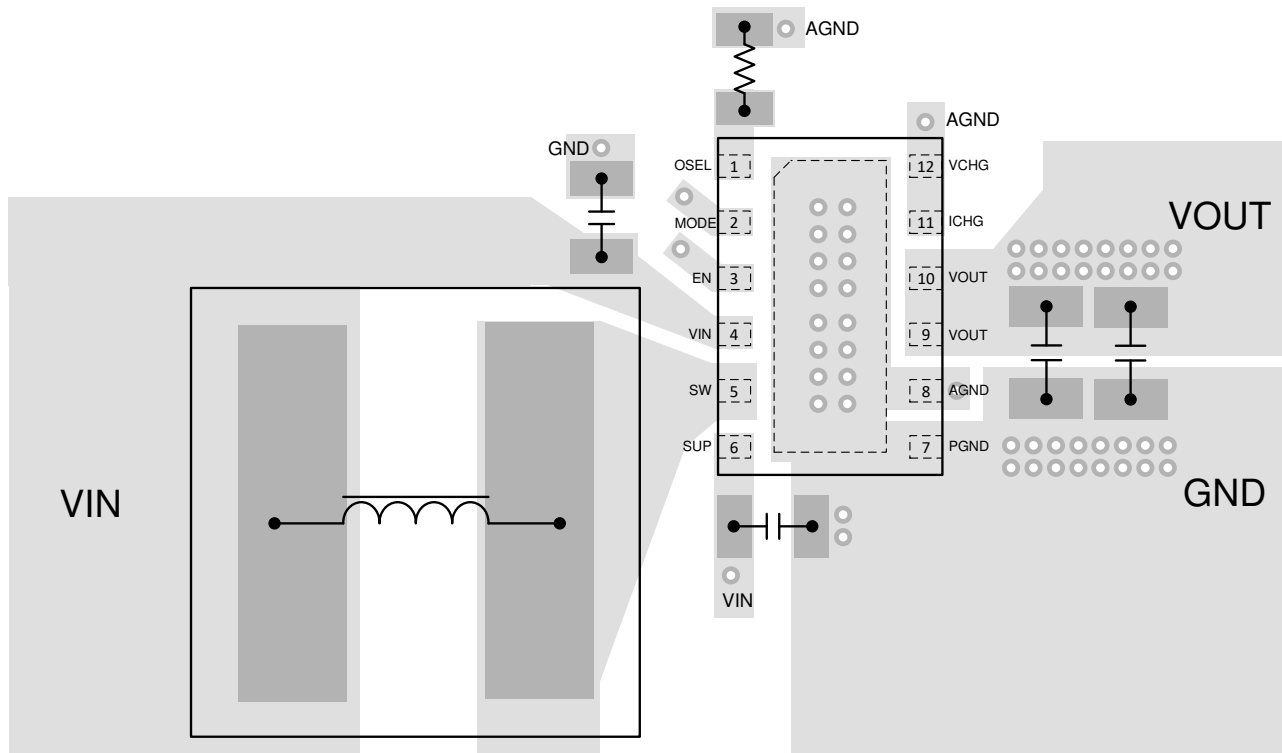 AGND
AGND
GND
OSEL 1 12 VCHG
MODE 2 11 ICHG
VOUT
EN 3 10 VOUT
VIN 4 9 VOUT
SW 5 8 AGND
SUP 6 7 PGND
VIN
GND
VIN